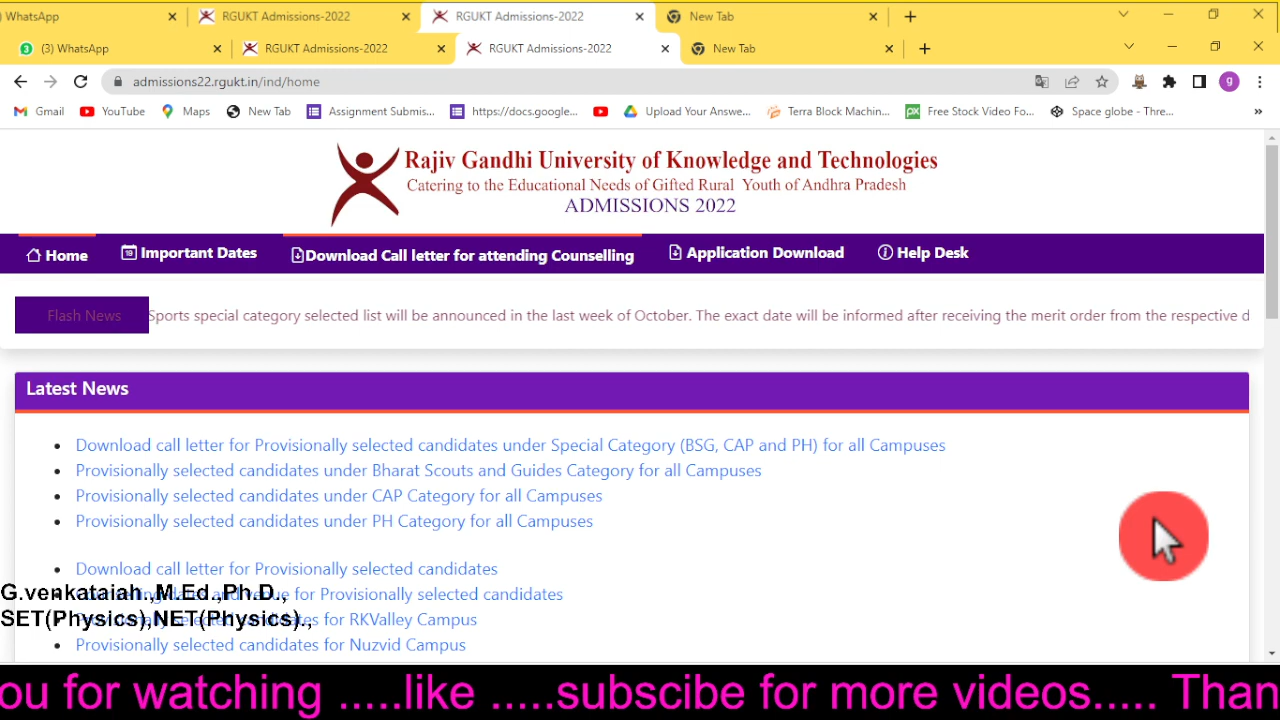 WhatsApp RGUKT Admissions-2022 RGUKT Admissions-2022 New Tab
3 (3) WhatsApp RGUKT Admissions-2022 RGUKT Admissions-2022 New Tab
admissions22.rgukt.in/ind/home g
Gmail YouTube Maps New Tab Assignment Submis... https://docs.google... Upload Your Answe... Terra Block Machin... px Free Stock Video Fo... Space globe - Thre... »
Rajiv Gandhi University of Knowledge and Technologies
Catering to the Educational Needs of Gifted Rural Youth of Andhra Pradesh
ADMISSIONS 2022
Home Important Dates Download Call letter for attending Counselling Application Download Help Desk
Flash News Sports special category selected list will be announced in the last week of October. The exact date will be informed after receiving the merit order from the respective d
Latest News
• Download call letter for Provisionally selected candidates under Special Category (BSG, CAP and PH) for all Campuses
• Provisionally selected candidates under Bharat Scouts and Guides Category for all Campuses
• Provisionally selected candidates under CAP Category for all Campuses
• Provisionally selected candidates under PH Category for all Campuses
• Download call letter for Provisionally selected candidates
G.venkataiah.,M.Ed.,Ph.D.,
venue for Provisionally selected candidates
SET(Physics),NET(Physics).,
for RKValley Campus
• Provisionally selected candidates for Nuzvid Campus
ou for watching .....like .....subscibe for more videos..... Than